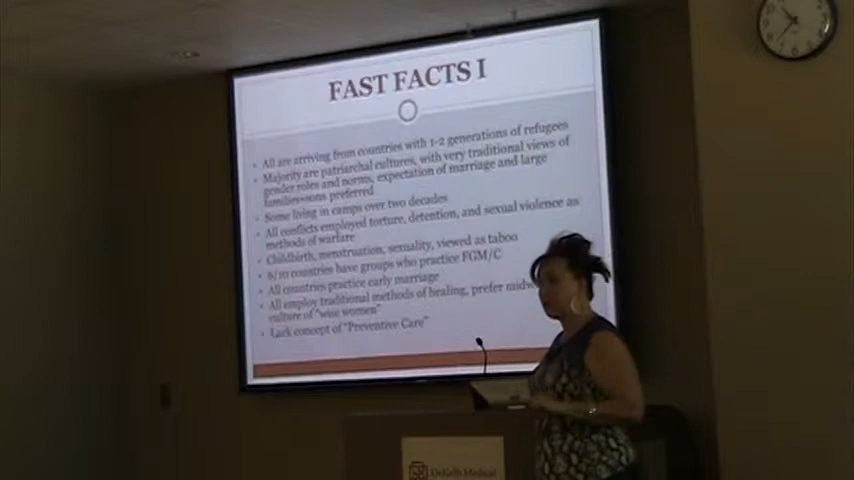 FAST FACTS I
All are arriving from countries with 1-2 generations of refugees
Majority are patriarchal cultures, with very traditional views of
gender roles and norms, expectation of marriage and large
families=sons preferred
Some living in camps over two decades
All conflicts employed torture, detention, and sexual violence as
methods of warfare
Childbirth, menstruation, sexuality, viewed as taboo
6/10 countries have groups who practice FGM/C
All countries practice early marriage
All employ traditional methods of healing, prefer
culture of "wise women"
Lack concept of "Preventive Care"
DeKalb Medical